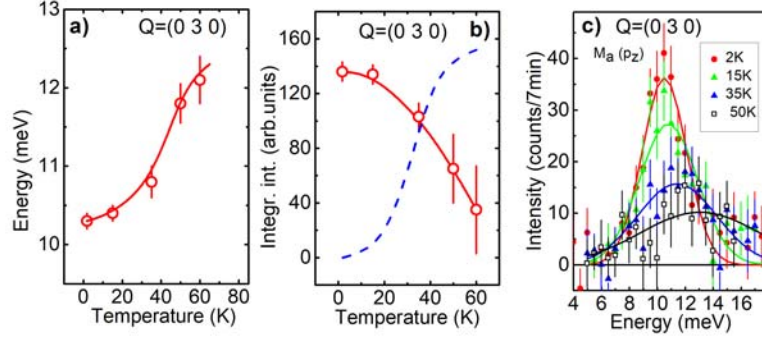 a)
Q=(0 3 0)
Energy (meV)
13
12
11
10
0 20 40 60 80
Temperature (K)
b)
Q=(0 3 0)
Integr. int. (arb.units)
160
120
80
40
0
0 20 40 60 80
Temperature (K)
c)
Q=(0 3 0)
Ma (pz)
2K
15K
35K
50K
Intensity (counts/7min)
50
40
30
20
10
0
4 6 8 10 12 14 16
Energy (meV)